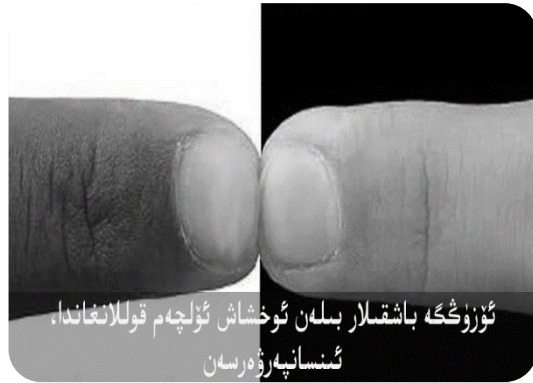 ئۆزۈڭگە باشقىلار بىلەن ئوخشاش ئۆلچەم قوللانغاندا،
ئىنسانپەرۋەرسەن